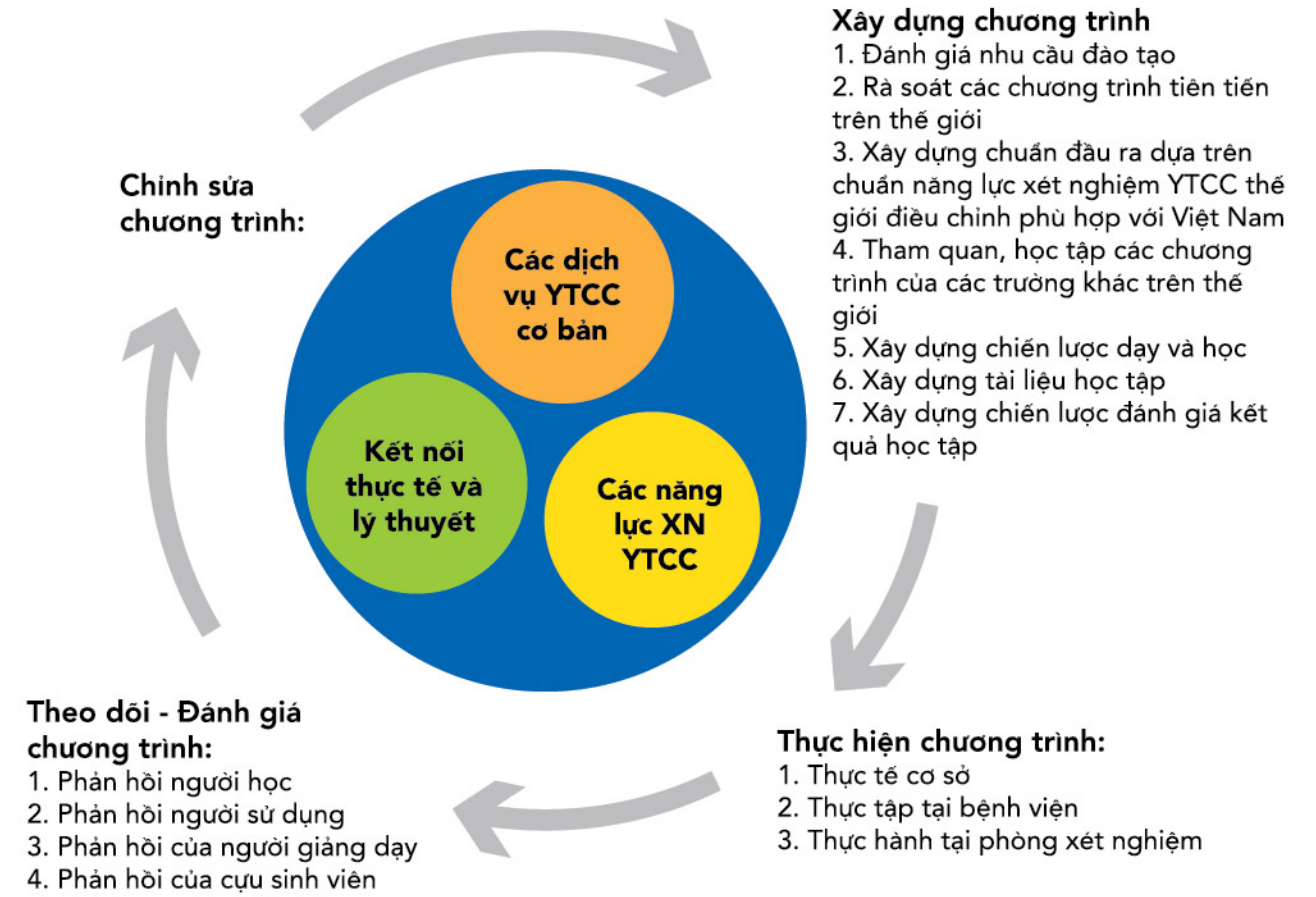 Xây dựng chương trình
1. Đánh giá nhu cầu đào tạo
2. Rà soát các chương trình tiên tiến
trên thế giới
3. Xây dựng chuẩn đầu ra dựa trên
chuẩn năng lực xét nghiệm YTCC thế
giới điều chỉnh phù hợp với Việt Nam
4. Tham quan, học tập các chương
trình của các trường khác trên thế
giới
5. Xây dựng chiến lược dạy và học
6. Xây dựng tài liệu học tập
7. Xây dựng chiến lược đánh giá kết
quả học tập
Chỉnh sửa
chương trình:
Các dịch
vụ YTCC
cơ bản
Kết nối
thực tế và
lý thuyết
Các năng
lực XN
YTCC
Theo dõi - Đánh giá
chương trình:
1. Phản hồi người học
2. Phản hồi người sử dụng
3. Phản hồi của người giảng dạy
4. Phản hồi của cựu sinh viên
Thực hiện chương trình:
1. Thực tế cơ sở
2. Thực tập tại bệnh viện
3. Thực hành tại phòng xét nghiệm